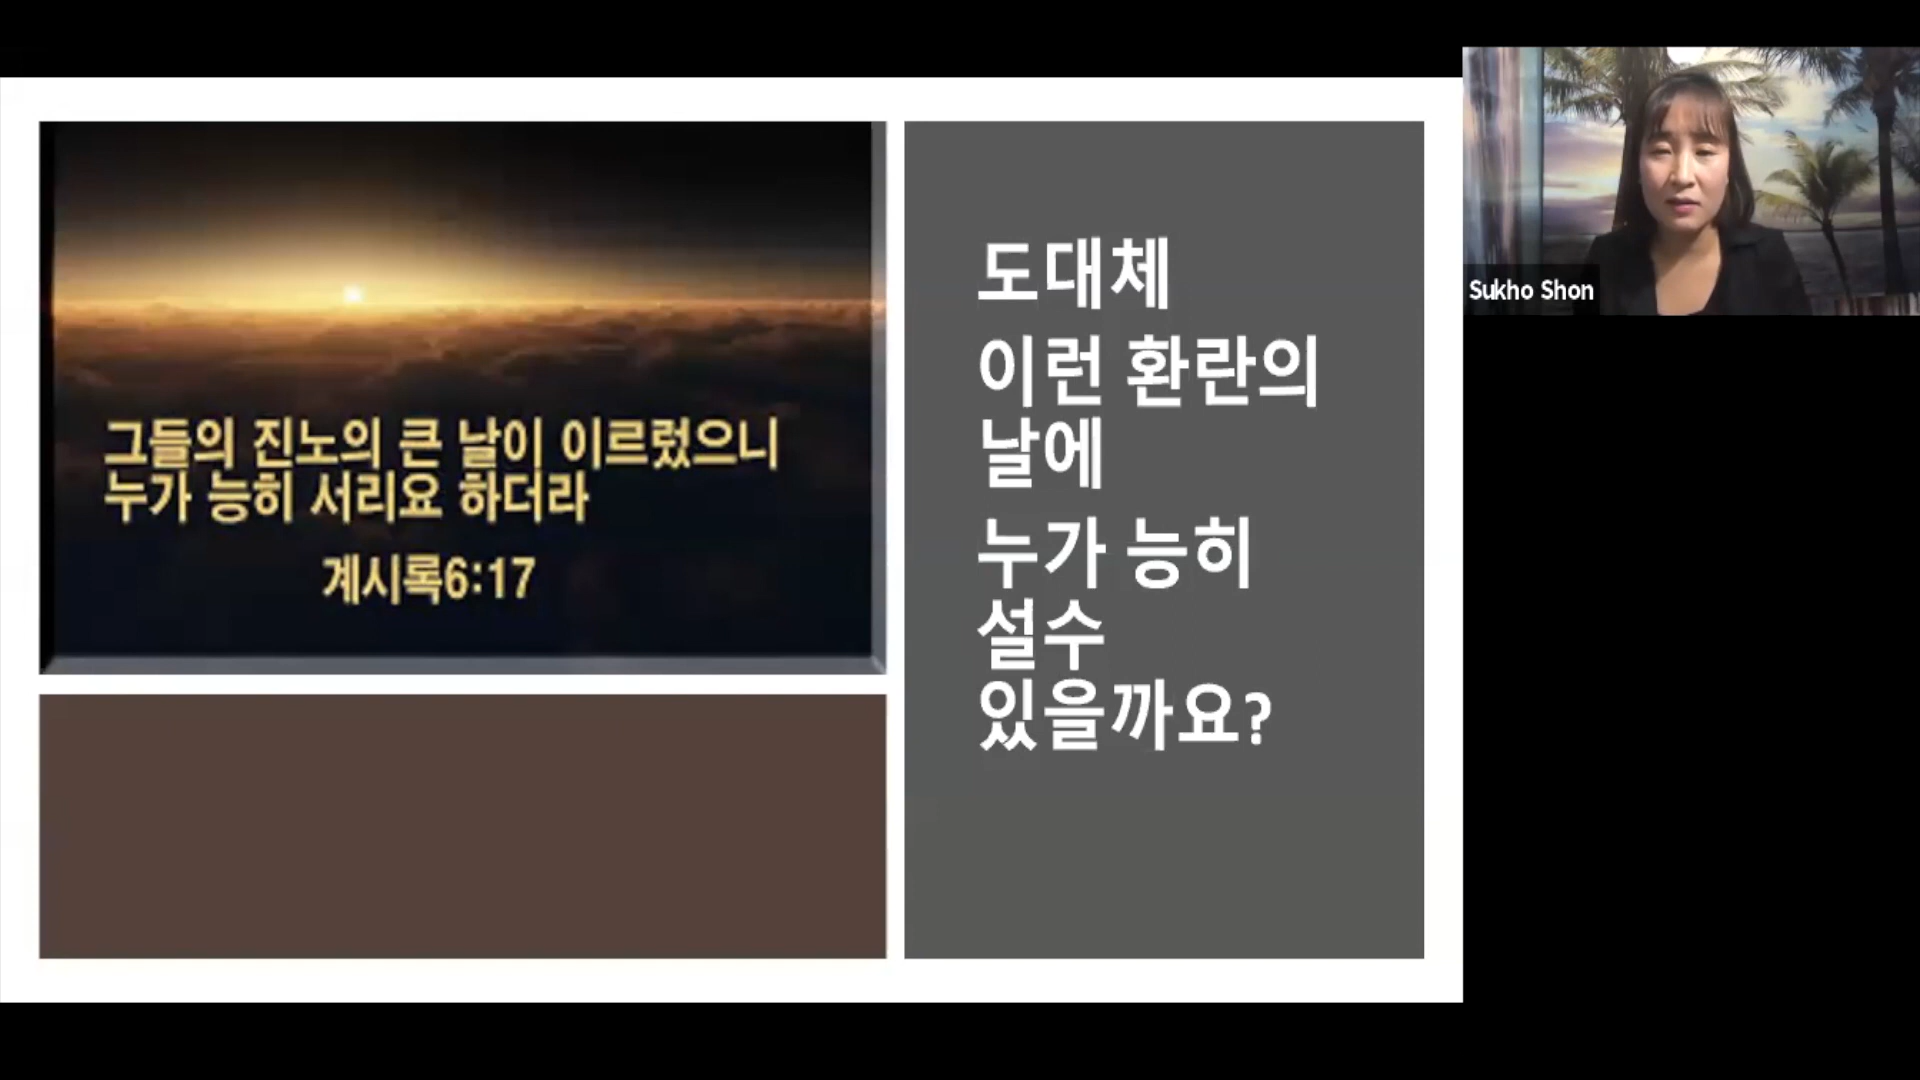 그들의 진노의 큰 날이 이르렀으니
누가 능히 서리요 하더라
계시록6:17
도대체
이런 환란의
날에
누가 능히
설수
있을까요?
Sukho Shon